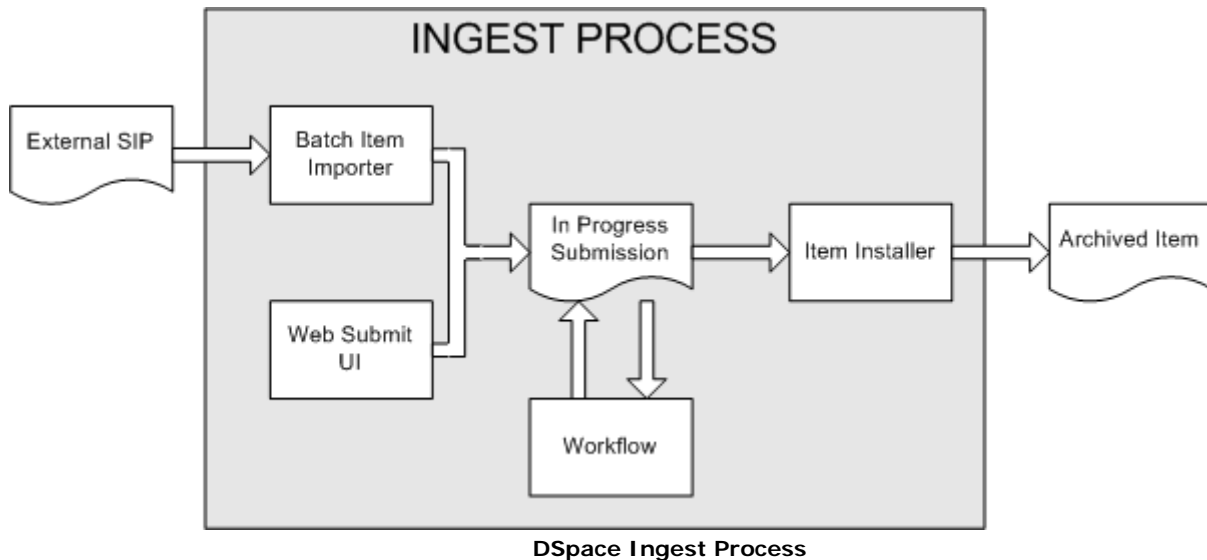 INGEST PROCESS
External SIP
Batch Item
Importer
In Progress
Submission
Item Installer
Archived Item
Web Submit
UI
Workflow
DSpace Ingest Process